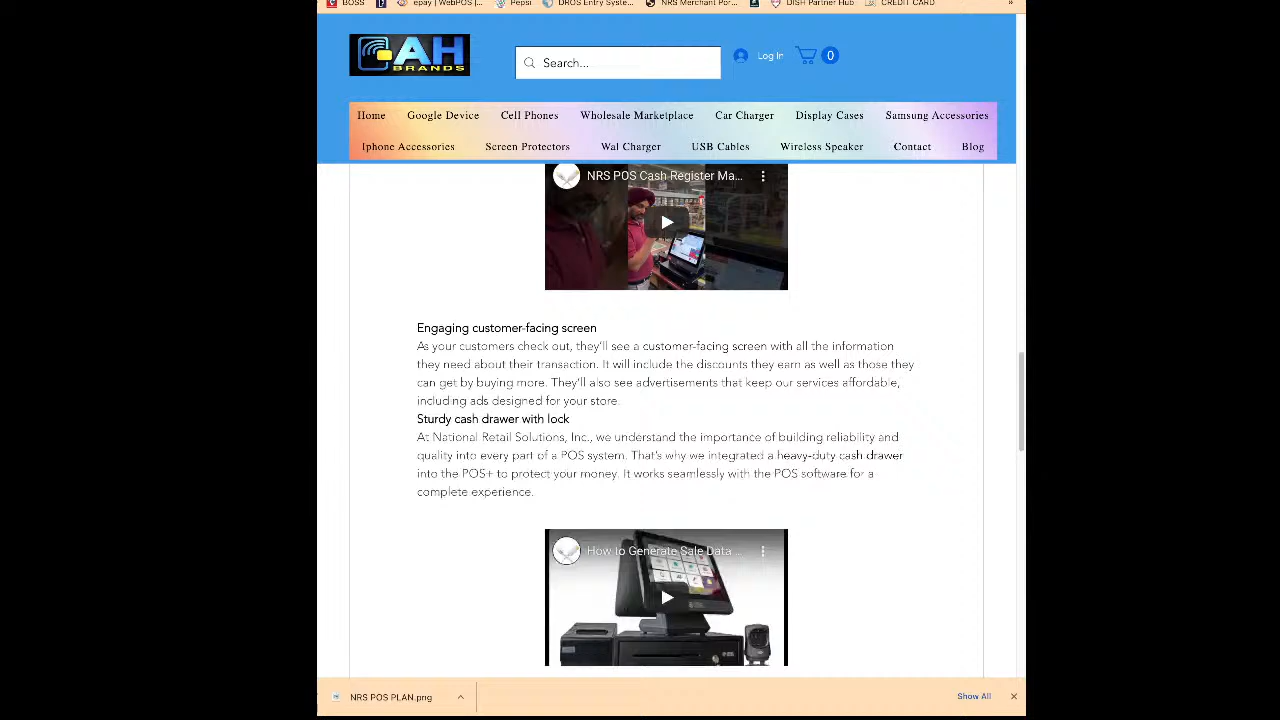 BOSS
epay | WebPOS |...
Pepsi
DROS Entry Syste...
NRS Merchant Por...
DISH Partner Hub
CREDIT CARD
»
AH
BRANDS
Search...
Log In
0
Home Google Device Cell Phones Wholesale Marketplace Car Charger Display Cases Samsung Accessories
Iphone Accessories Screen Protectors Wal Charger USB Cables Wireless Speaker Contact Blog
NRS POS Cash Register Ma...
Engaging customer-facing screen
As your customers check out, they'll see a customer-facing screen with all the information
they need about their transaction. It will include the discounts they earn as well as those they
can get by buying more. They'll also see advertisements that keep our services affordable,
including ads designed for your store.
Sturdy cash drawer with lock
At National Retail Solutions, Inc., we understand the importance of building reliability and
quality into every part of a POS system. That's why we integrated a heavy-duty cash drawer
into the POS+ to protect your money. It works seamlessly with the POS software for a
complete experience.
How to Generate Sale Data ...
NRS POS PLAN.png
Show All